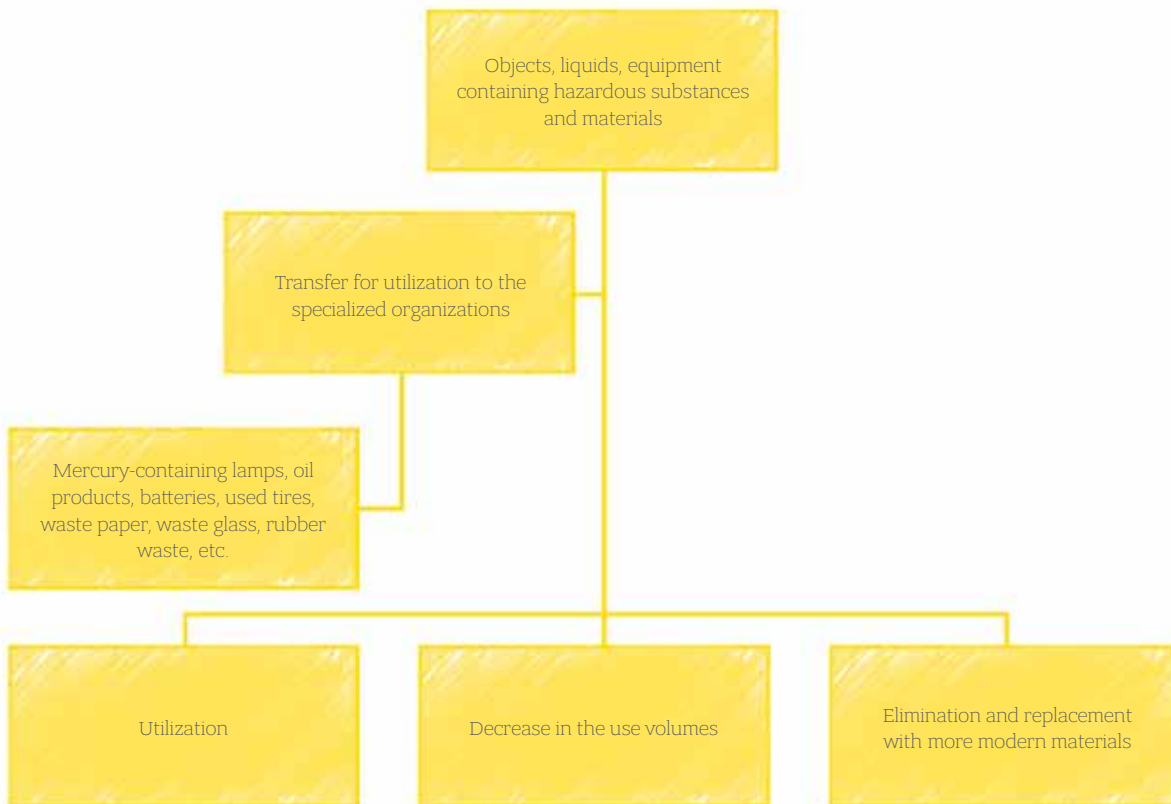 Objects, liquids, equipment
containing hazardous substances
and materials
Transfer for utilization to the
specialized organizations
Mercury-containing lamps, oil
products, batteries, used tires,
waste paper, waste glass, rubber
waste, etc.
Utilization
Decrease in the use volumes
Elimination and replacement
with more modern materials